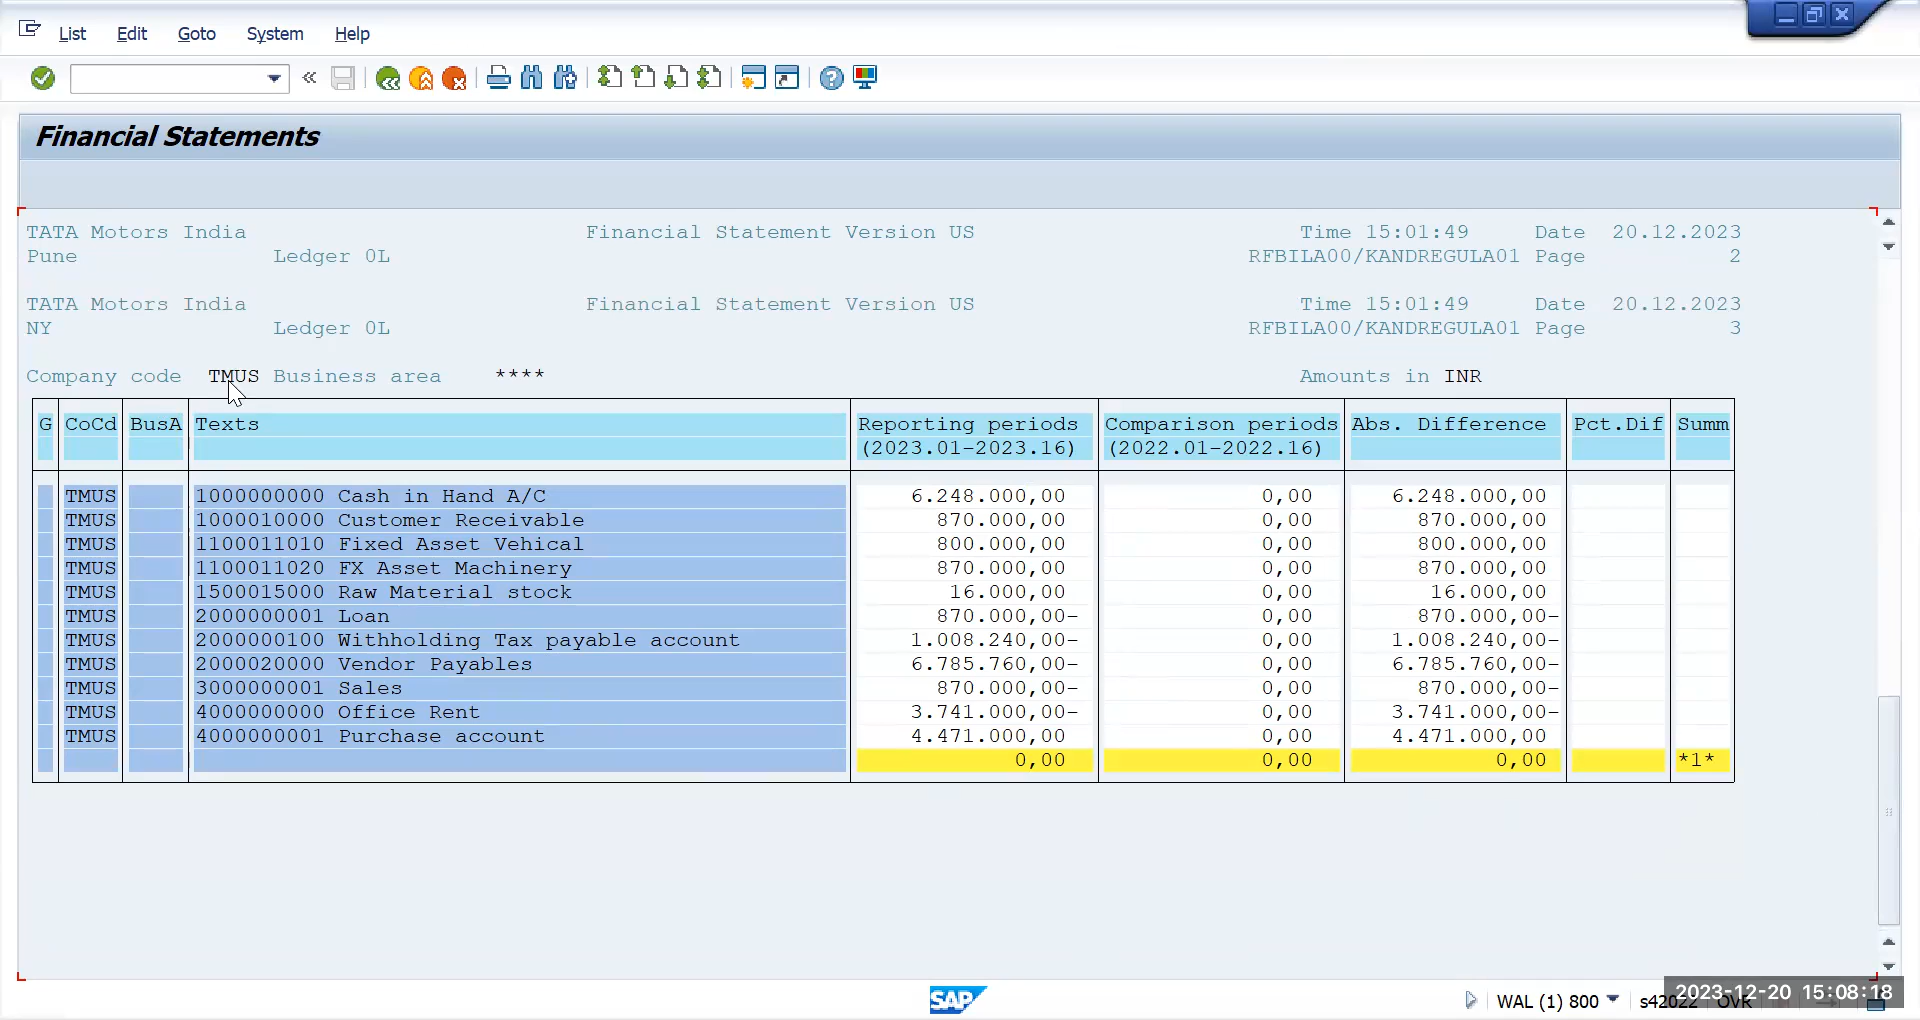 List Edit Goto System Help
Financial Statements
TATA Motors India Financial Statement Version US Time 15:01:49 Date 20.12.2023
Pune Ledger 0L RFBILA00/KANDREGULA01 Page 2
TATA Motors India Financial Statement Version US Time 15:01:49 Date 20.12.2023
NY Ledger 0L RFBILA00/KANDREGULA01 Page 3
Company code TMUS Business area **** Amounts in INR
G CoCd BusA Texts Reporting periods Comparison periods Abs. Difference Pct.Dif Summ
(2023.01-2023.16) (2022.01-2022.16)
TMUS 1000000000 Cash in Hand A/C 6.248.000,00 0,00 6.248.000,00
TMUS 1000010000 Customer Receivable 870.000,00 0,00 870.000,00
TMUS 1100011010 Fixed Asset Vehical 800.000,00 0,00 800.000,00
TMUS 1100011020 FX Asset Machinery 870.000,00 0,00 870.000,00
TMUS 1500015000 Raw Material stock 16.000,00 0,00 16.000,00
TMUS 2000000001 Loan 870.000,00- 0,00 870.000,00-
TMUS 2000000100 Withholding Tax payable account 1.008.240,00- 0,00 1.008.240,00-
TMUS 2000020000 Vendor Payables 6.785.760,00- 0,00 6.785.760,00-
TMUS 3000000001 Sales 870.000,00- 0,00 870.000,00-
TMUS 4000000000 Office Rent 3.741.000,00- 0,00 3.741.000,00-
TMUS 4000000001 Purchase account 4.471.000,00 0,00 4.471.000,00
0,00 0,00 0,00 *1*
SAP WAL (1) 800 s42022 OVR
2023-12-20 15:08:18